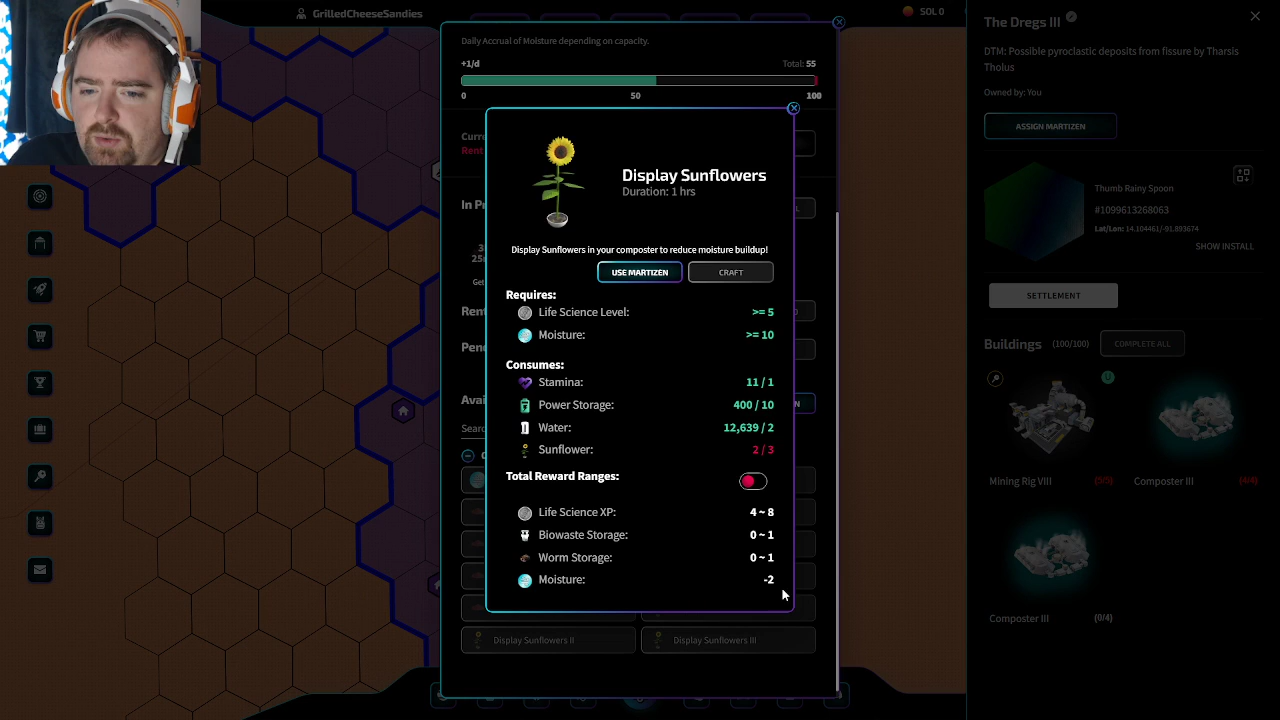 GrilledCheeseSandies
SOL 0
Daily Accrual of Moisture depending on capacity.
+1/d
Total: 55
0
50
100
Display Sunflowers
Duration: 1 hrs
Display Sunflowers in your composter to reduce moisture buildup!
USE MARTIZEN
CRAFT
Requires:
Life Science Level:
>= 5
Moisture:
>= 10
Consumes:
Stamina:
11 / 1
Power Storage:
400 / 10
Water:
12,639 / 2
Sunflower:
2 / 3
Total Reward Ranges:
Life Science XP:
4 ~ 8
Biowaste Storage:
0 ~ 1
Worm Storage:
0 ~ 1
Moisture:
-2
Display Sunflowers II
Display Sunflowers III
The Dregs III
DTM: Possible pyroclastic deposits from fissure by Tharsis
Tholus
Owned by: You
ASSIGN MARTIZEN
Thumb Rainy Spoon
#1099613268063
Lat/Lon: 14.104461/-91.893674
SHOW INSTALL
SETTLEMENT
Buildings
(100/100)
COMPLETE ALL
Mining Rig VIII
(5/5)
Composter III
(4/4)
Composter III
(0/4)